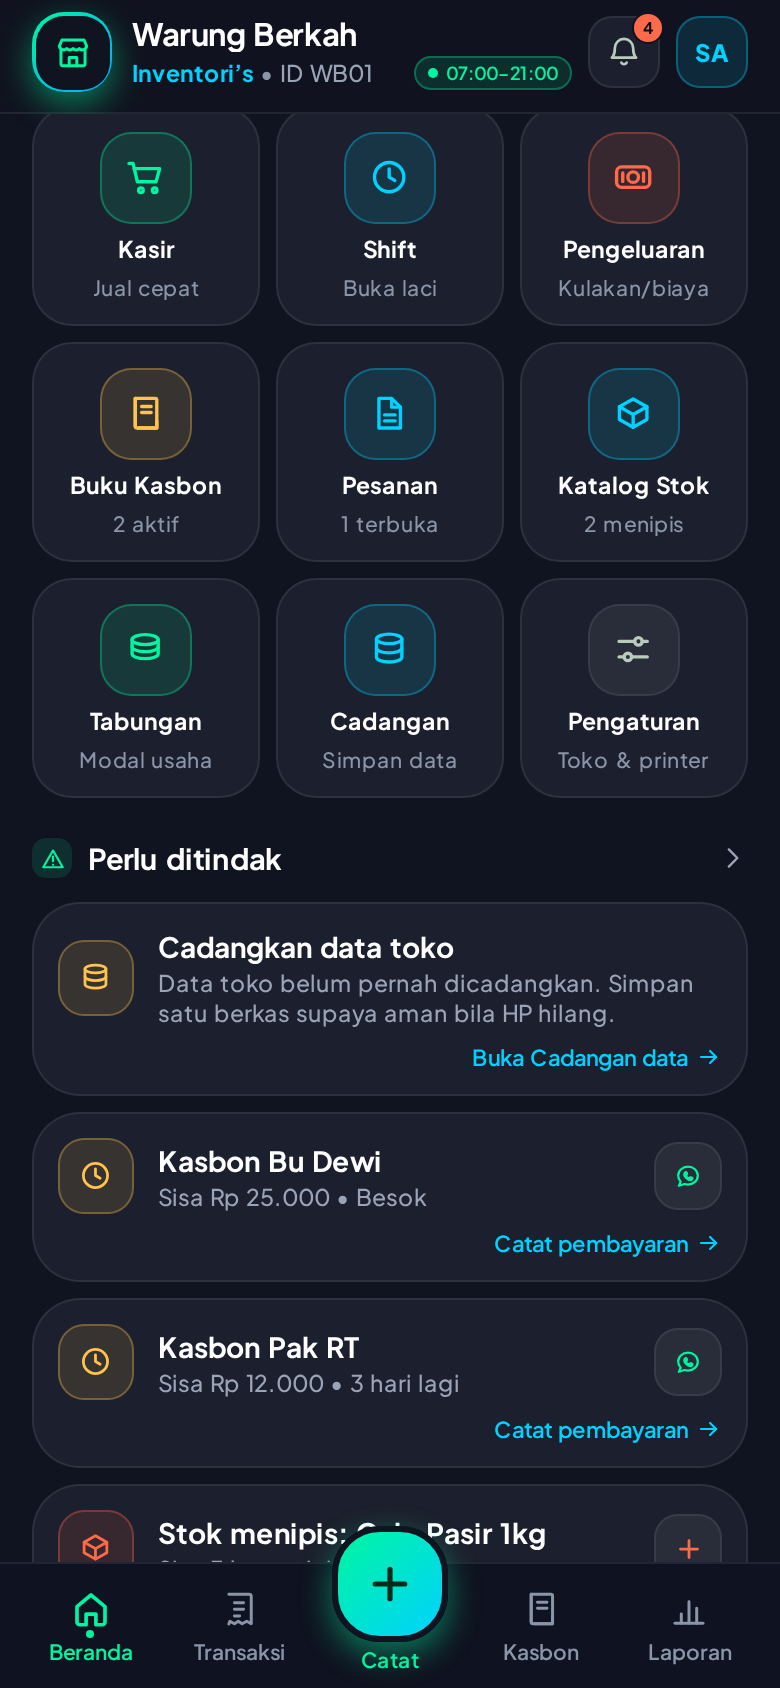 Warung Berkah
Inventori’s • ID WB01
07:00–21:00
4
SA
Kasir
Jual cepat
Shift
Buka laci
Pengeluaran
Kulakan/biaya
Buku Kasbon
2 aktif
Pesanan
1 terbuka
Katalog Stok
2 menipis
Tabungan
Modal usaha
Cadangan
Simpan data
Pengaturan
Toko & printer
Perlu ditindak
Cadangkan data toko
Data toko belum pernah dicadangkan. Simpan
satu berkas supaya aman bila HP hilang.
Buka Cadangan data →
Kasbon Bu Dewi
Sisa Rp 25.000 • Besok
Catat pembayaran →
Kasbon Pak RT
Sisa Rp 12.000 • 3 hari lagi
Catat pembayaran →
Stok menipis: Gula Pasir 1kg
Beranda
Transaksi
Catat
Kasbon
Laporan